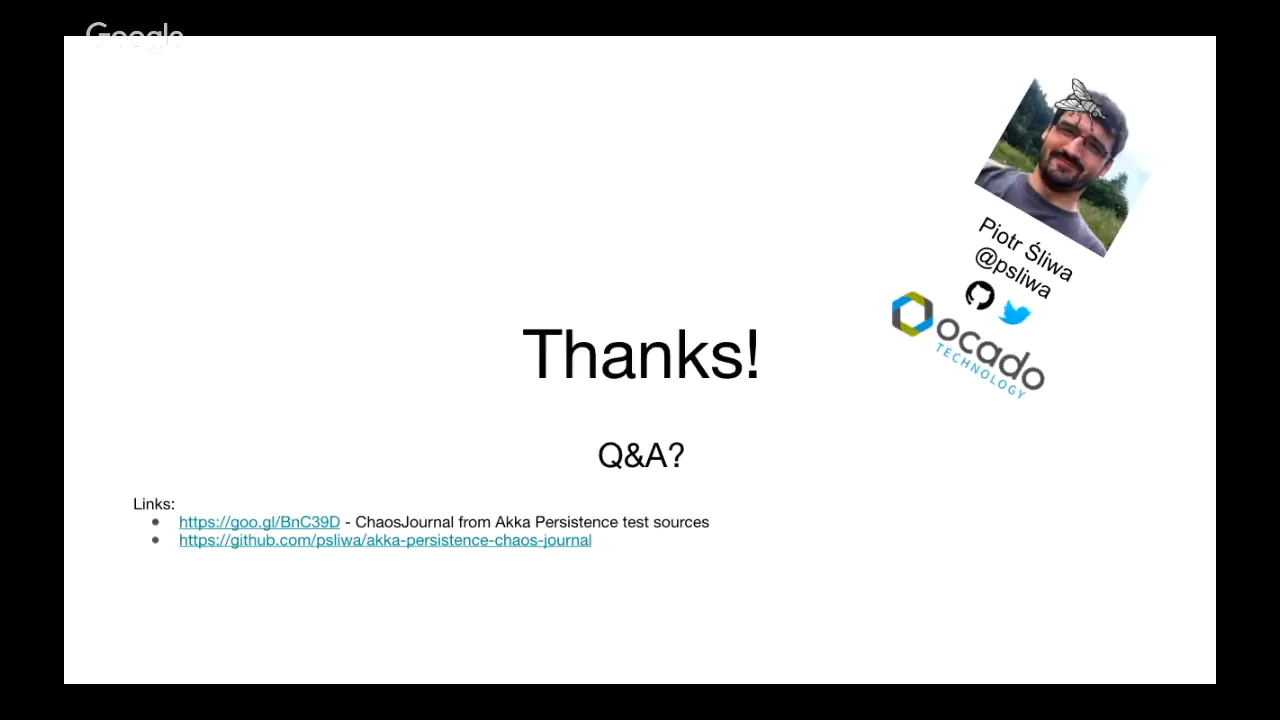 Google
Piotr Śliwa
@psliwa
ocado
TECHNOLOGY
Thanks!
Q&A?
Links:
https://goo.gl/BnC39D - ChaosJournal from Akka Persistence test sources
https://github.com/psliwa/akka-persistence-chaos-journal